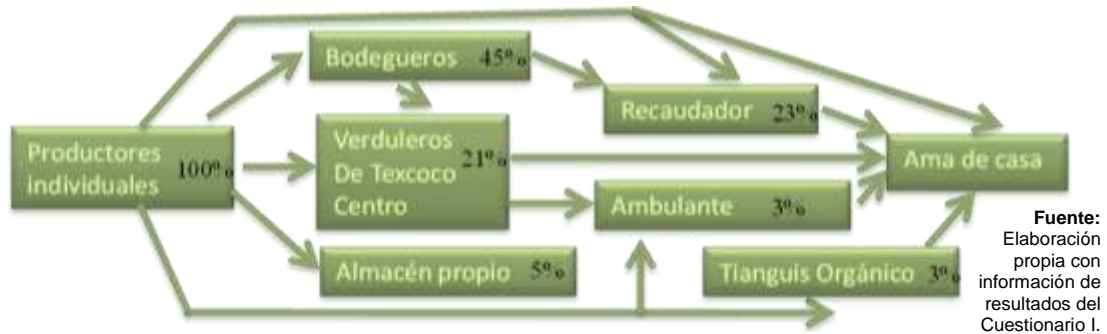 Bodegueros 45%
Recaudador 23%
Productores
individuales 100%
Verduleros
De Texcoco
Centro
21%
Ama de casa
Ambulante 3%
Almacén propio 5%
Tianguis Orgánico 3%
Fuente:
Elaboración
propia con
información de
resultados del
Cuestionario I.